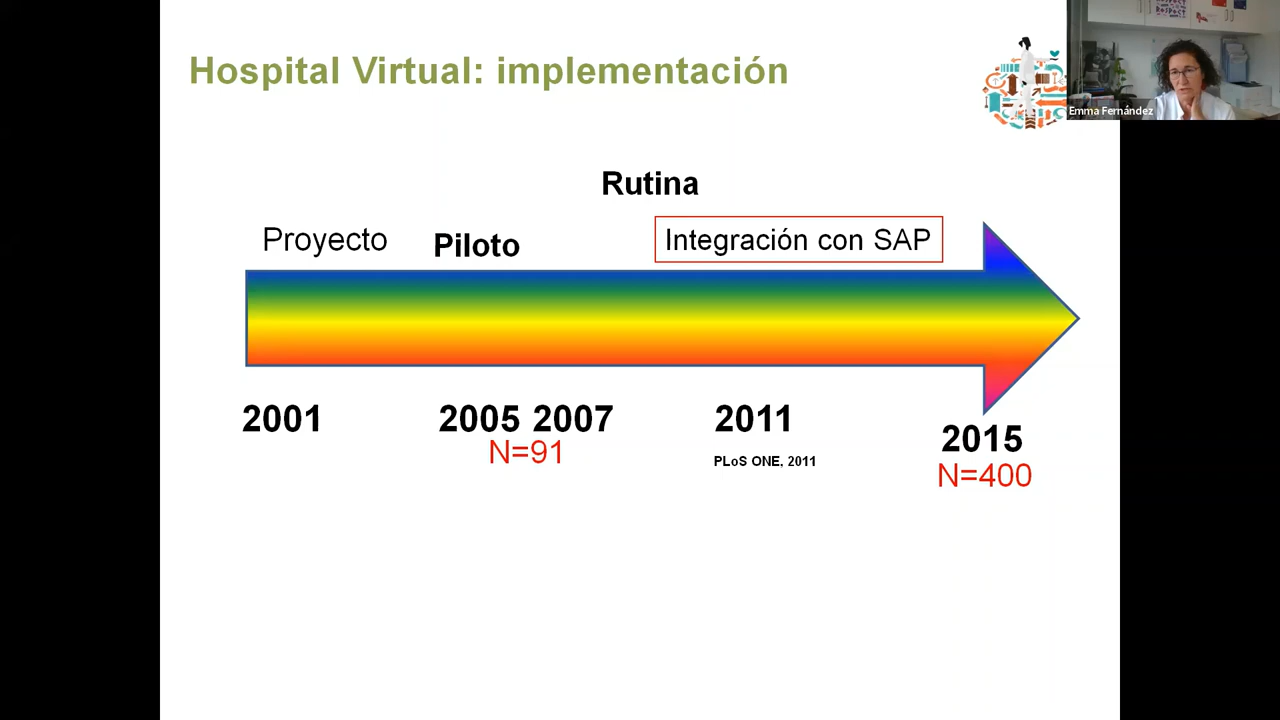 Hospital Virtual: implementación
Emma Fernández
Rutina
Proyecto
Piloto
Integración con SAP
2001
2005 2007
2011
2015
N=91
PLoS ONE, 2011
N=400